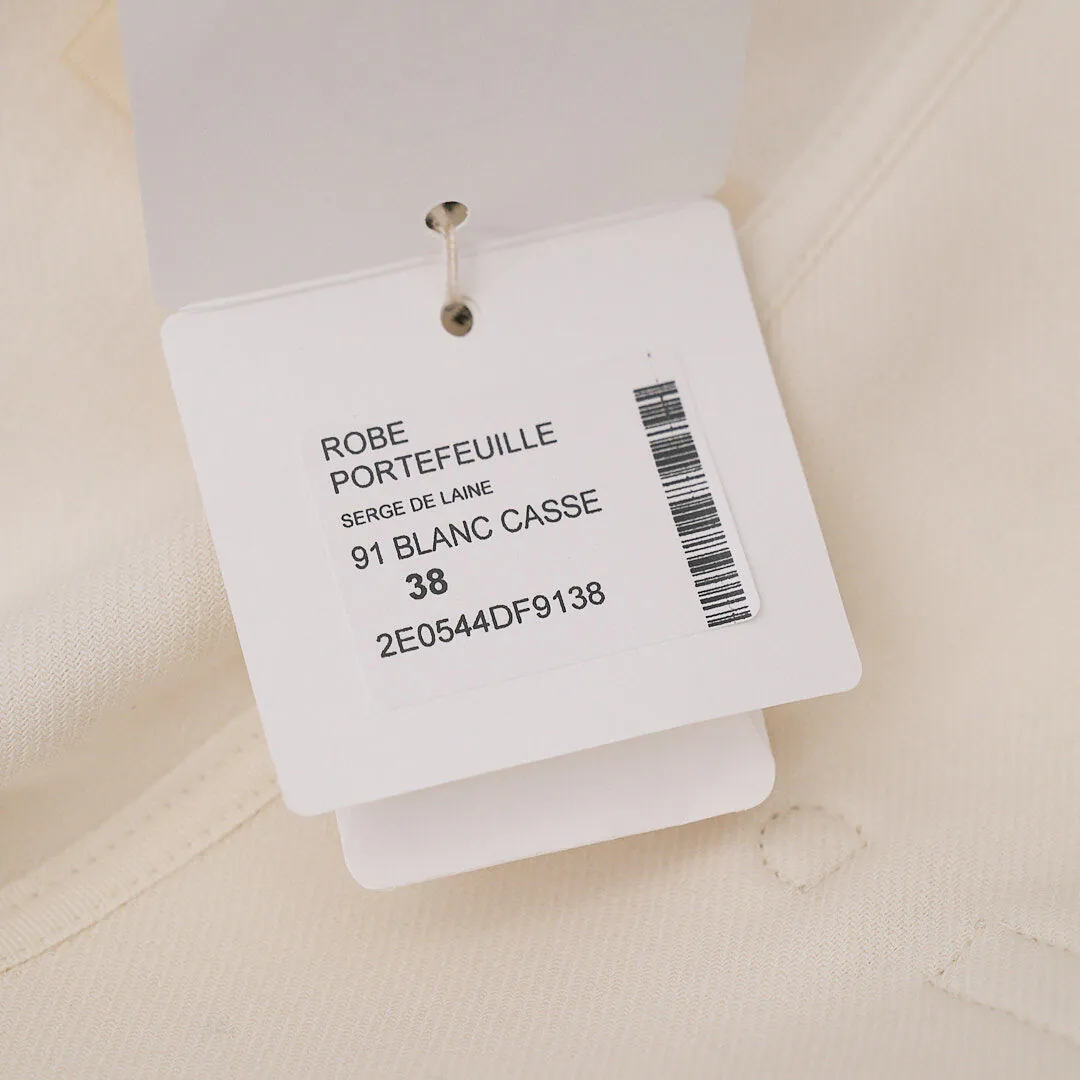 ROBE
PORTEFEUILLE
SERGE DE LAINE
91 BLANC CASSE
38
2E0544DF9138